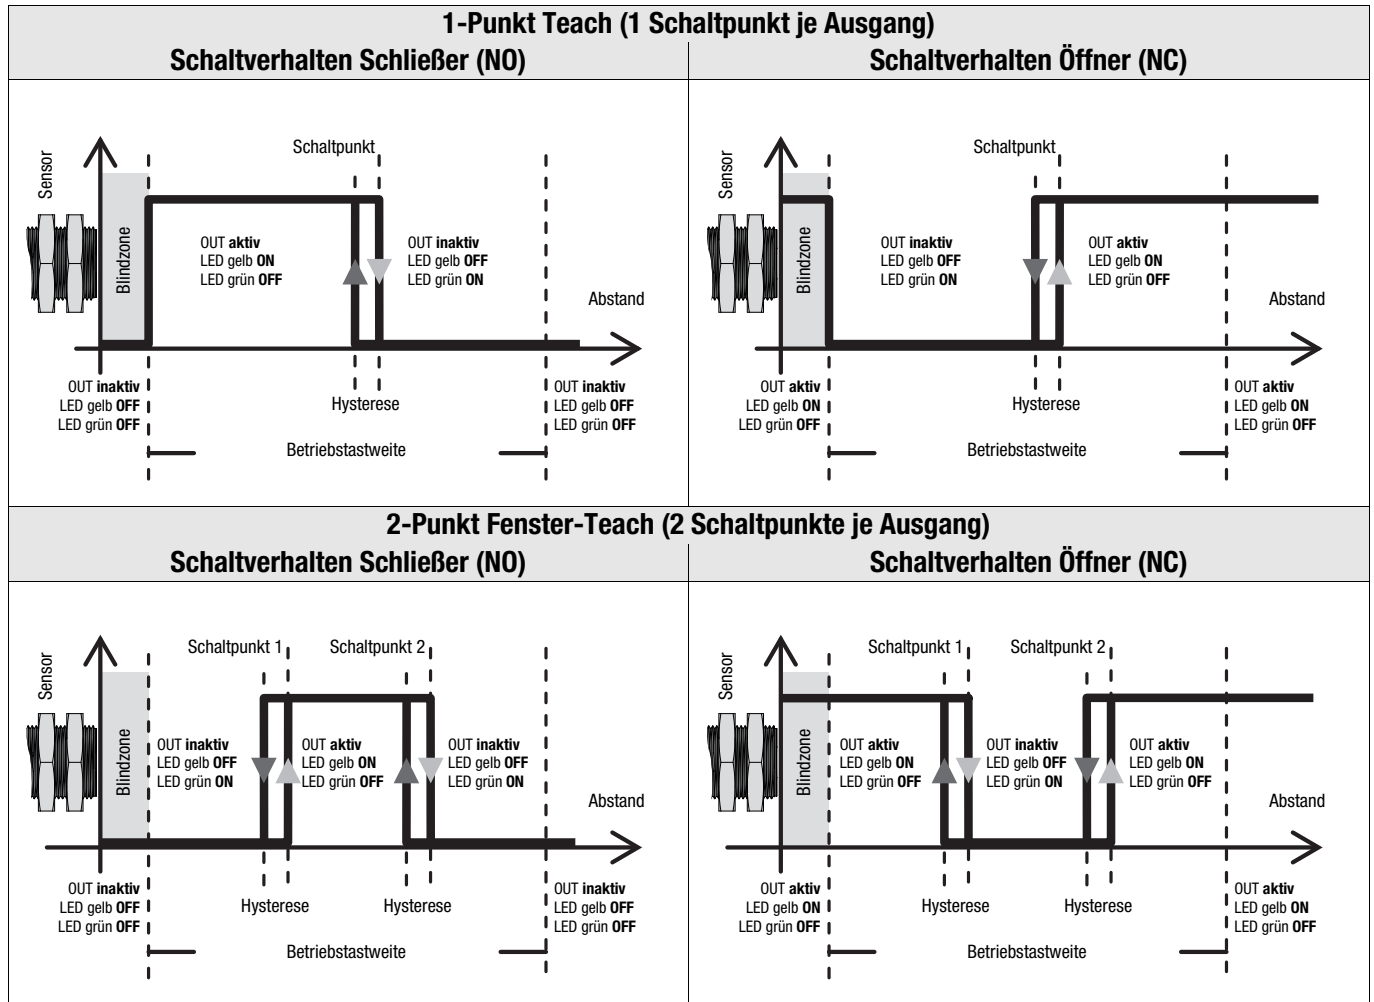 1-Punkt Teach (1 Schaltpunkt je Ausgang)
Schaltverhalten Schließer (NO)
Schaltverhalten Öffner (NC)
Sensor
Schaltpunkt
Blindzone
OUT aktiv
LED gelb ON
LED grün OFF
OUT inaktiv
LED gelb OFF
LED grün ON
Abstand
OUT inaktiv
LED gelb OFF
LED grün OFF
Hysterese
OUT inaktiv
LED gelb OFF
LED grün OFF
Betriebstastweite
Sensor
Schaltpunkt
Blindzone
OUT inaktiv
LED gelb OFF
LED grün ON
OUT aktiv
LED gelb ON
LED grün OFF
Abstand
OUT aktiv
LED gelb ON
LED grün OFF
Hysterese
OUT aktiv
LED gelb ON
LED grün OFF
Betriebstastweite
2-Punkt Fenster-Teach (2 Schaltpunkte je Ausgang)
Schaltverhalten Schließer (NO)
Schaltverhalten Öffner (NC)
Sensor
Schaltpunkt 1
Schaltpunkt 2
Blindzone
OUT inaktiv
LED gelb OFF
LED grün ON
OUT aktiv
LED gelb ON
LED grün OFF
OUT inaktiv
LED gelb OFF
LED grün ON
Abstand
OUT inaktiv
LED gelb OFF
LED grün OFF
Hysterese
Hysterese
OUT inaktiv
LED gelb OFF
LED grün OFF
Betriebstastweite
Sensor
Schaltpunkt 1
Schaltpunkt 2
Blindzone
OUT aktiv
LED gelb ON
LED grün OFF
OUT inaktiv
LED gelb OFF
LED grün ON
OUT aktiv
LED gelb ON
LED grün OFF
Abstand
OUT aktiv
LED gelb ON
LED grün OFF
Hysterese
Hysterese
OUT aktiv
LED gelb ON
LED grün OFF
Betriebstastweite